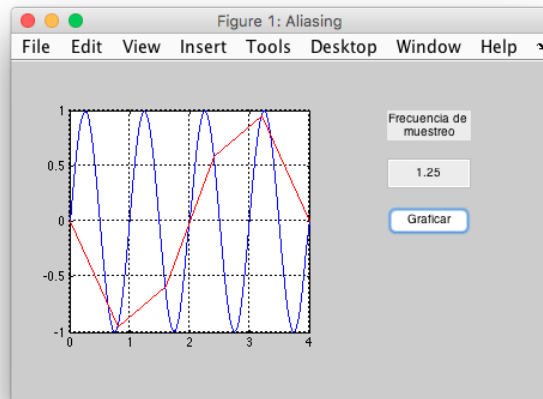 Figure 1: Aliasing
File Edit View Insert Tools Desktop Window Help
Frecuencia de
muestreo
1.25
Graficar
1
0.5
0
-0.5
-1
0 1 2 3 4